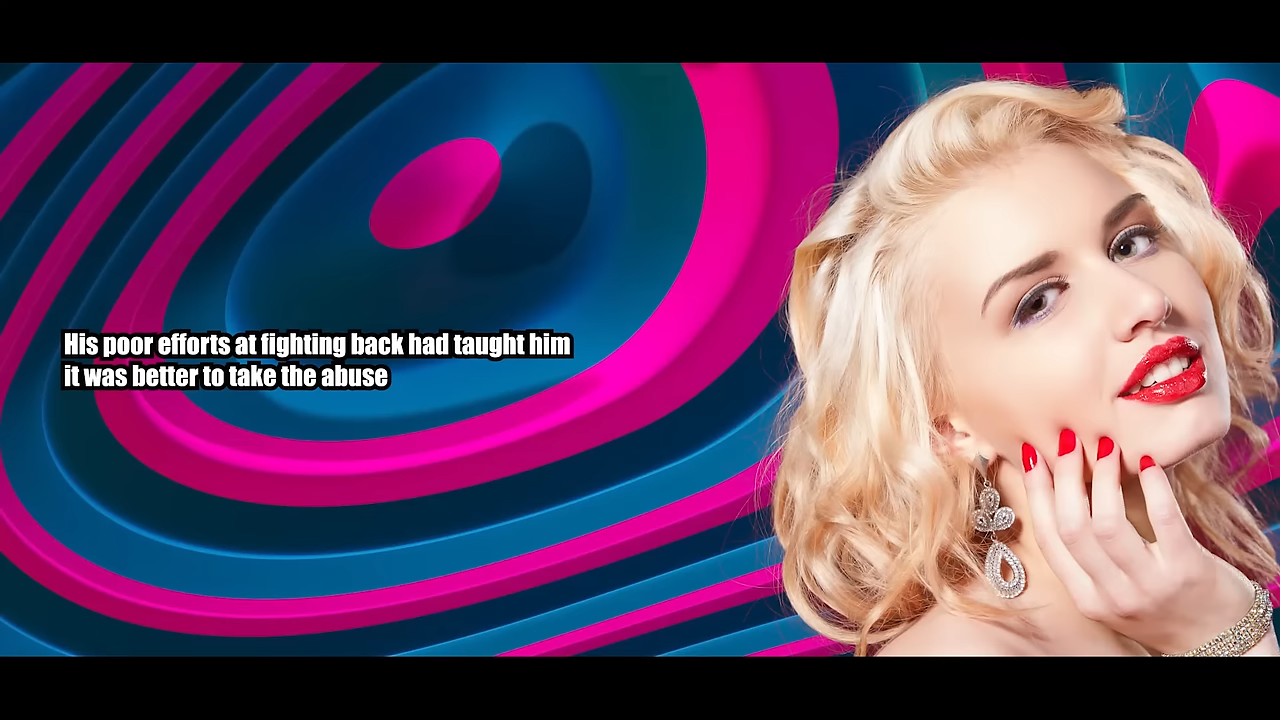 His poor efforts at fighting back had taught him
it was better to take the abuse